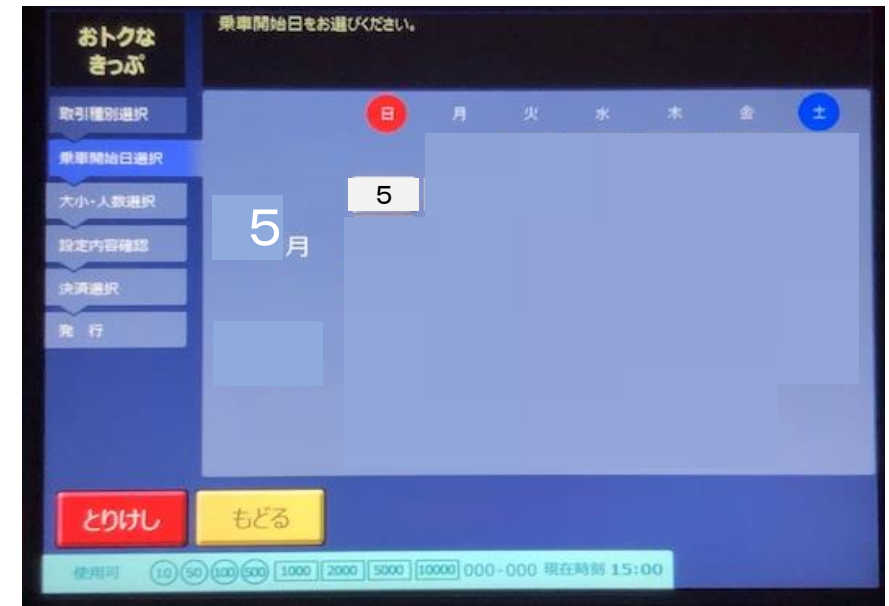 おトクな
きっぷ
乗車開始日をお選びください。
取引種別選択
乗車開始日選択
大小・人数選択
設定内容確認
決済選択
発 行
日 月 火 水 木 金 土
5
5月
とりけし
もどる
使用可 10 50 100 500 1000 2000 5000 10000 000-000 現在時刻 15:00